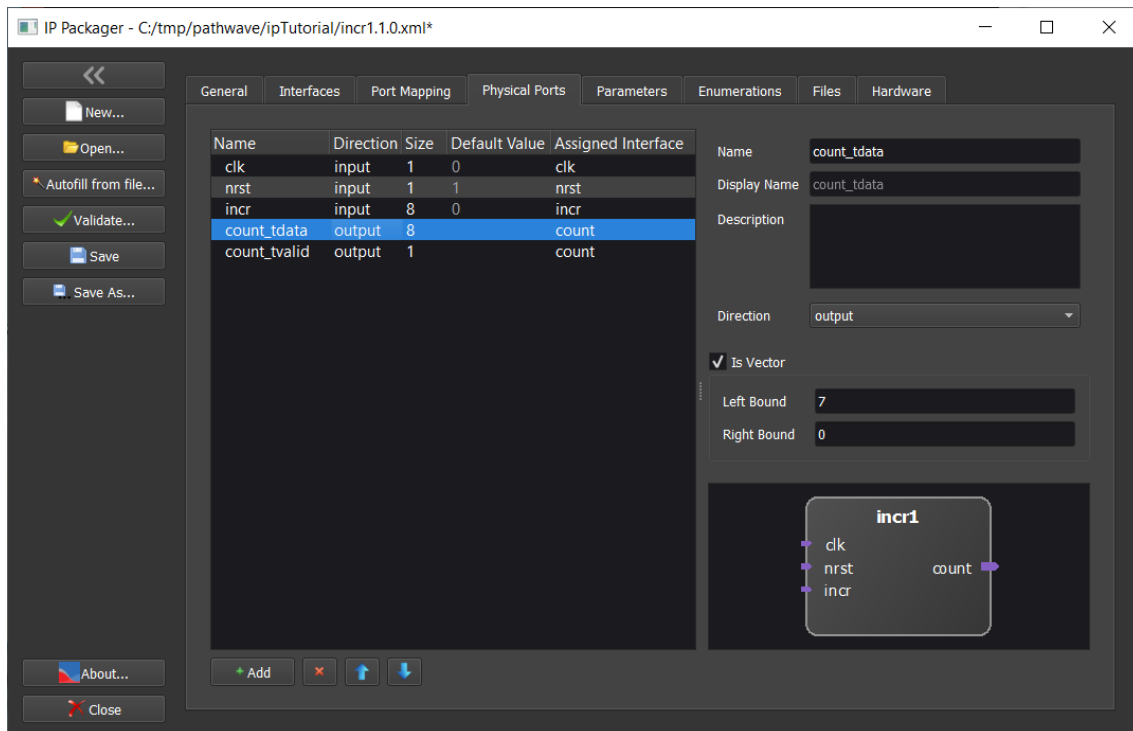 IP Packager - C:/tmp/pathwave/ipTutorial/incr1.1.0.xml*
New...
Open...
Autofill from file...
Validate...
Save
Save As...
About...
Close
General Interfaces Port Mapping Physical Ports Parameters Enumerations Files Hardware
Name Direction Size Default Value Assigned Interface
clk input 1 0 clk
nrst input 1 1 nrst
incr input 8 0 incr
count_tdata output 8 count
count_tvalid output 1 count
Add
Name count_tdata
Display Name count_tdata
Description
Direction output
Is Vector
Left Bound 7
Right Bound 0
incr1
clk
nrst count
incr